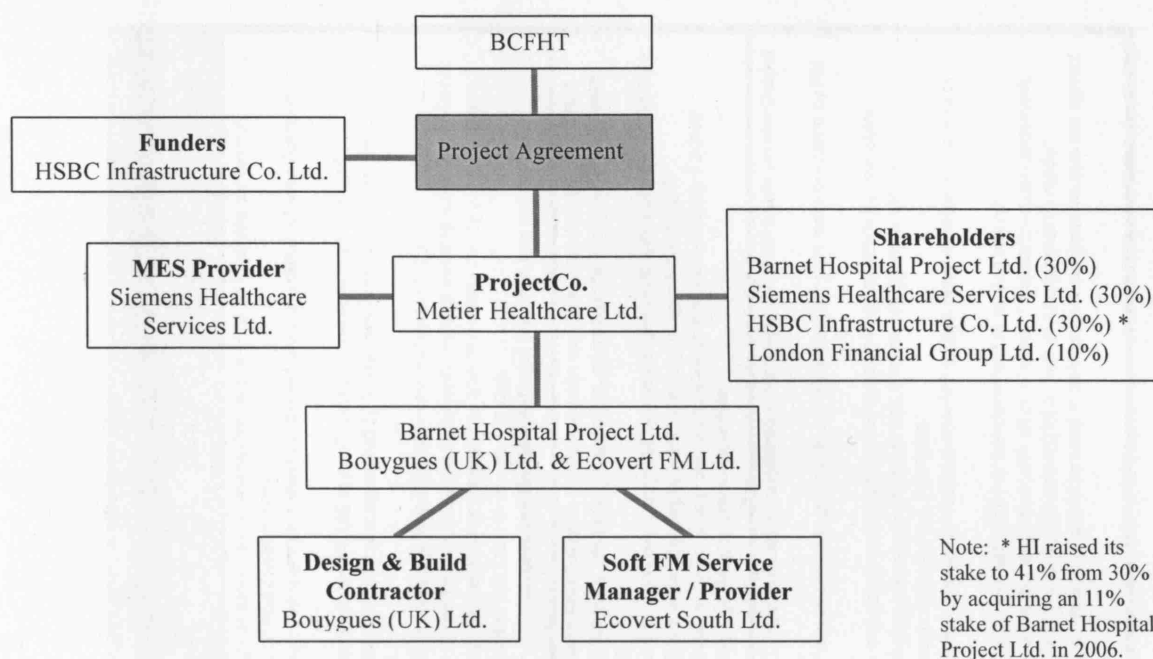 BCFHT
Funders
HSBC Infrastructure Co. Ltd.
Project Agreement
MES Provider
Siemens Healthcare
Services Ltd.
ProjectCo.
Metier Healthcare Ltd.
Shareholders
Barnet Hospital Project Ltd. (30%)
Siemens Healthcare Services Ltd. (30%)
HSBC Infrastructure Co. Ltd. (30%) *
London Financial Group Ltd. (10%)
Barnet Hospital Project Ltd.
Bouygues (UK) Ltd. & Ecovert FM Ltd.
Design & Build
Contractor
Bouygues (UK) Ltd.
Soft FM Service
Manager / Provider
Ecovert South Ltd.
Note: * HI raised its
stake to 41% from 30%
by acquiring an 11%
stake of Barnet Hospital
Project Ltd. in 2006.